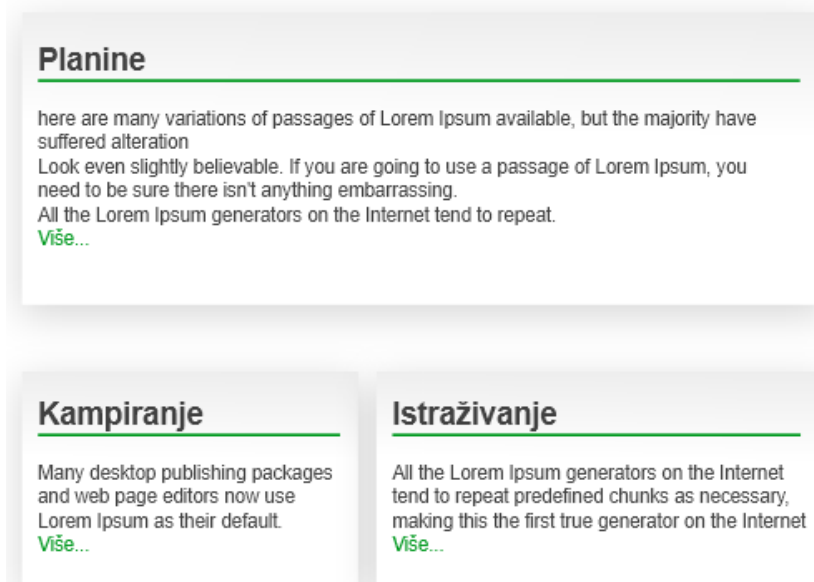 Planine
here are many variations of passages of Lorem Ipsum available, but the majority have
suffered alteration
Look even slightly believable. If you are going to use a passage of Lorem Ipsum, you
need to be sure there isn't anything embarrassing.
All the Lorem Ipsum generators on the Internet tend to repeat.
Više...
Kampiranje
Many desktop publishing packages
and web page editors now use
Lorem Ipsum as their default.
Više...
Istraživanje
All the Lorem Ipsum generators on the Internet
tend to repeat predefined chunks as necessary,
making this the first true generator on the Internet
Više...